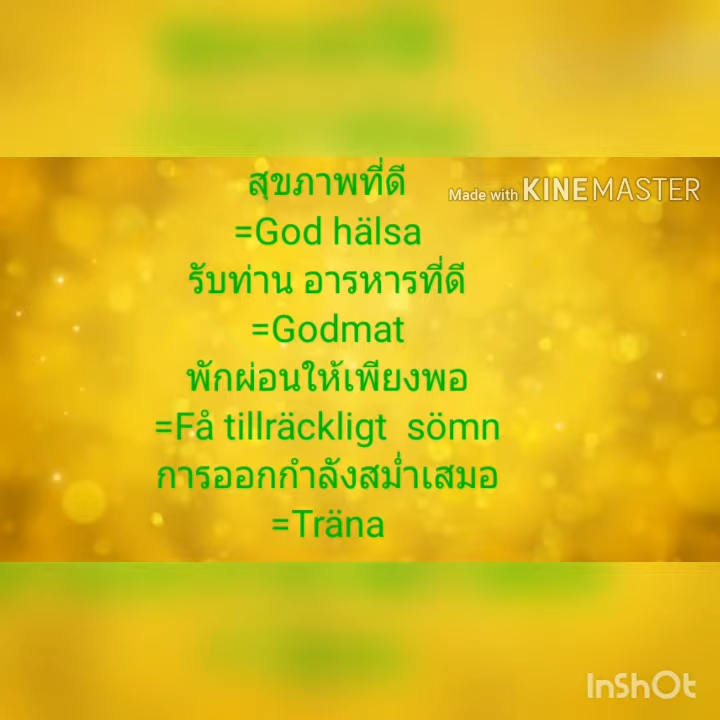 สุขภาพที่ดี
Made with KINEMASTER
=God hälsa
รับท่าน อารหารที่ดี
=Godmat
พักผ่อนให้เพียงพอ
=Få tillräckligt sömn
การออกกำลังสม่ำเสมอ
=Träna
InShOt